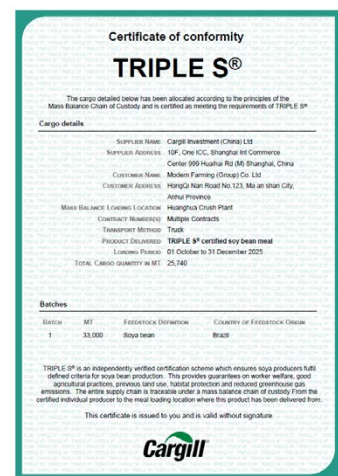 Certificate of conformity
TRIPLE S®
The cargo detailed below has been allocated according to the principles of the
Mass Balance Chain of Custody and is certified as meeting the requirements of TRIPLE S®
Cargo details
SUPPLIER NAME Cargill Investment (China) Ltd
SUPPLIER ADDRESS 10F, One ICC, Shanghai Int Commerce
Center 999 Huaihai Rd (M) Shanghai, China
CUSTOMER NAME Modern Farming (Group) Co. Ltd
CUSTOMER ADDRESS HongQi Nan Road No.123, Ma an shan City,
Anhui Province
MASS BALANCE LOADING LOCATION Huanghua Crush Plant
CONTRACT NUMBER(S) Multiple Contracts
TRANSPORT METHOD Truck
PRODUCT DELIVERED TRIPLE S® certified soy bean meal
LOADING PERIOD 01 October to 31 December 2025
TOTAL CARGO QUANTITY IN MT 25,740
Batches
BATCH MT FEEDSTOCK DEFINITION COUNTRY OF FEEDSTOCK ORIGIN
1 33,000 Soya bean Brazil
TRIPLE S® is an independently verified certification scheme which ensures soya producers fulfil
defined criteria for soya bean production. This provides guarantees on worker welfare, good
agricultural practices, previous land use, habitat protection and reduced greenhouse gas
emissions. The entire supply chain is traceable under a mass balance chain of custody From the
certified individual producer to the meal loading location where this product has been delivered from.
This certificate is issued to you and is valid without signature
Cargill